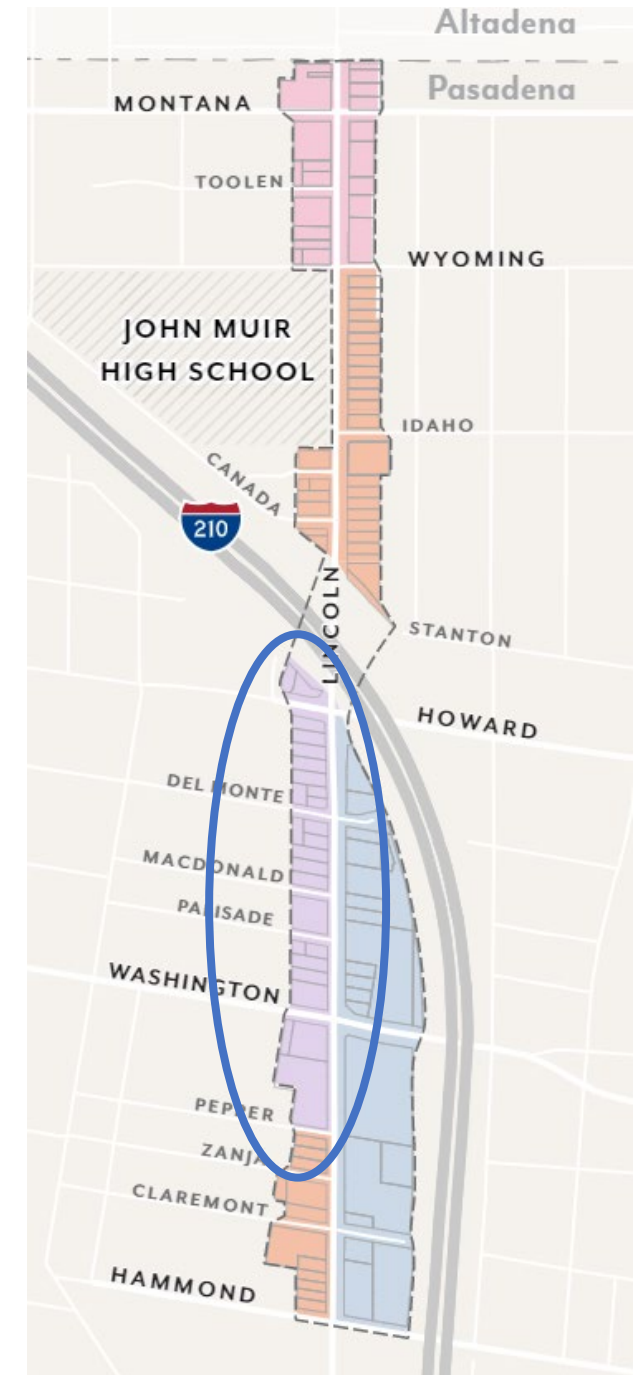 Altadena
Pasadena
MONTANA
TOOLEN
WYOMING
JOHN MUIR
HIGH SCHOOL
IDAHO
CANADA
210
LINCOLN
STANTON
HOWARD
DEL MONTE
MACDONALD
PALISADE
WASHINGTON
PEPPER
ZANJA
CLAREMONT
HAMMOND